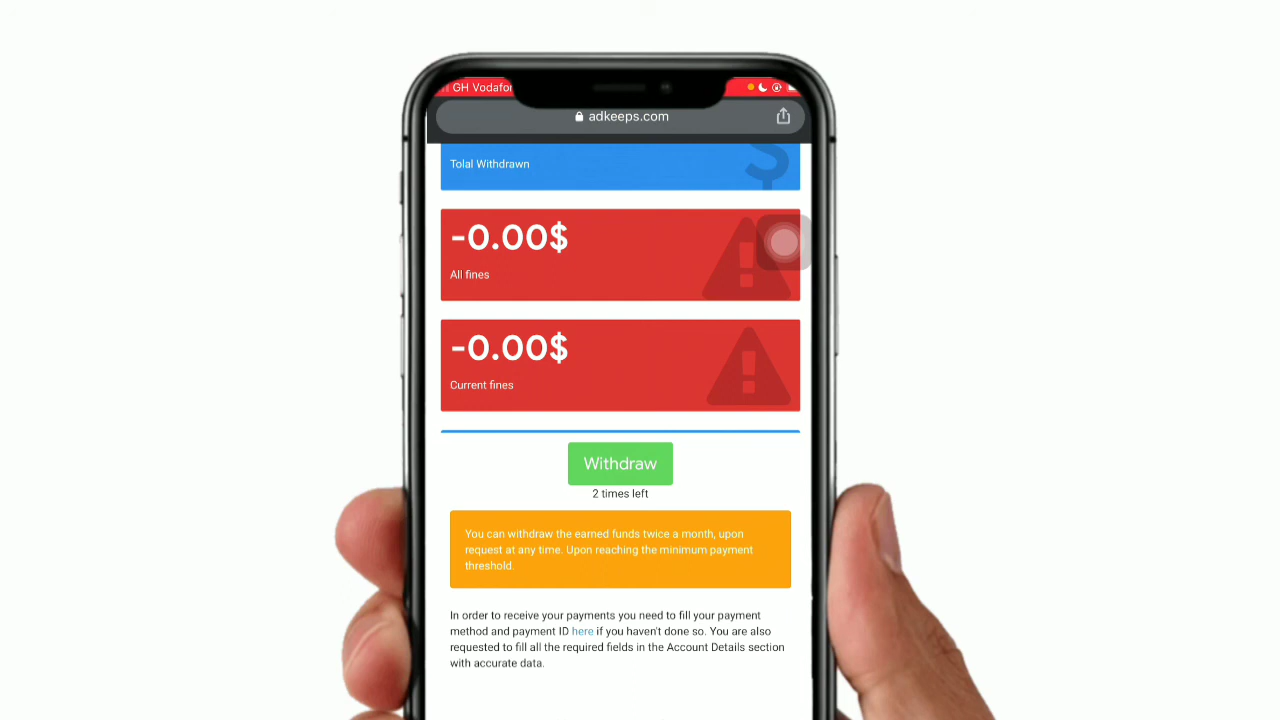 GH Vodafor
adkeeps.com
Tolal Withdrawn
-0.00$
All fines
-0.00$
Current fines
Withdraw
2 times left
You can withdraw the earned funds twice a month, upon
request at any time. Upon reaching the minimum payment
threshold.
In order to receive your payments you need to fill your payment
method and payment ID here if you haven't done so. You are also
requested to fill all the required fields in the Account Details section
with accurate data.